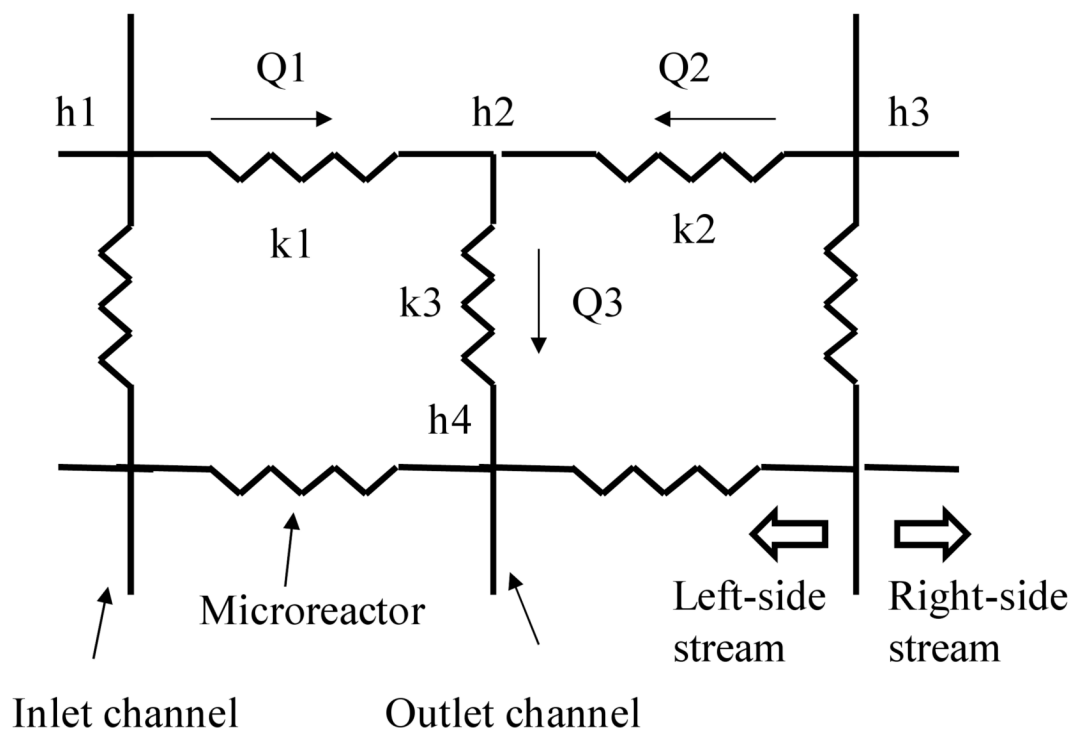 Q1
Q2
h1
h2
h3
k1
k2
k3
Q3
h4
Microreactor
Left-side
stream
Right-side
stream
Inlet channel
Outlet channel